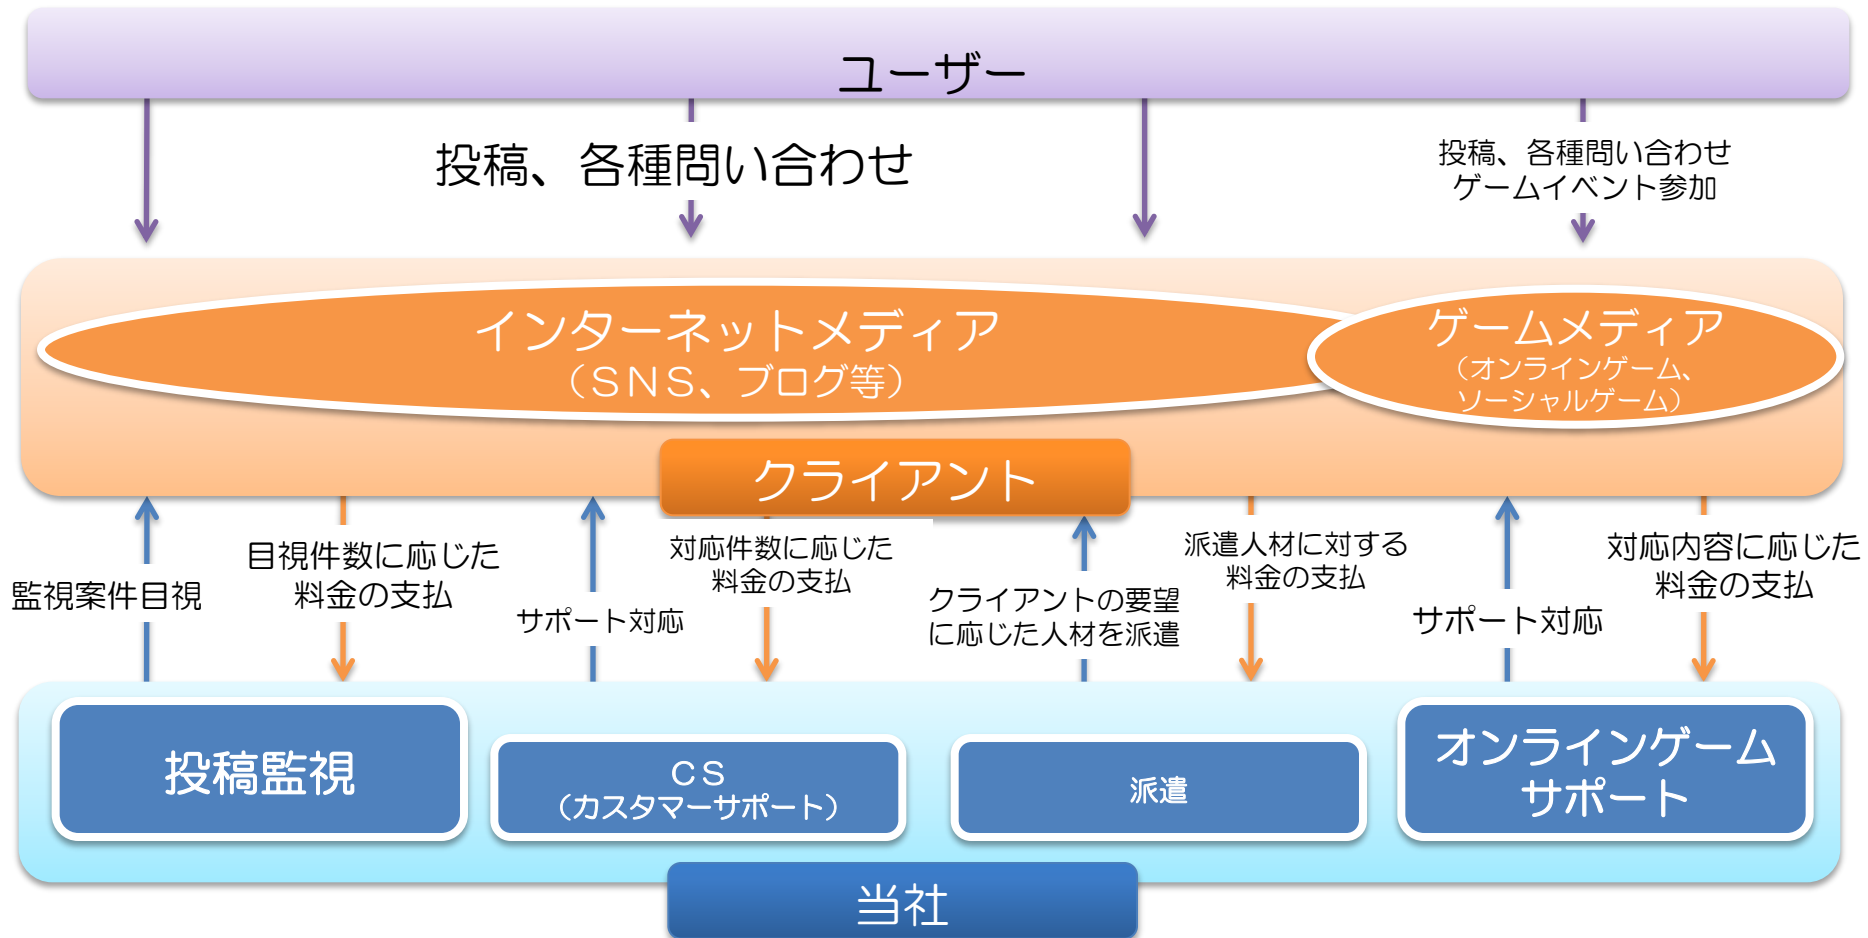 ユーザー
投稿、各種問い合わせ
投稿、各種問い合わせ
ゲームイベント参加
インターネットメディア
（ＳＮＳ、ブログ等）
ゲームメディア
（オンラインゲーム、
ソーシャルゲーム）
クライアント
監視案件目視
目視件数に応じた
料金の支払
サポート対応
対応件数に応じた
料金の支払
クライアントの要望
に応じた人材を派遣
派遣人材に対する
料金の支払
サポート対応
対応内容に応じた
料金の支払
投稿監視
ＣＳ
（カスタマーサポート）
派遣
オンラインゲーム
サポート
当社